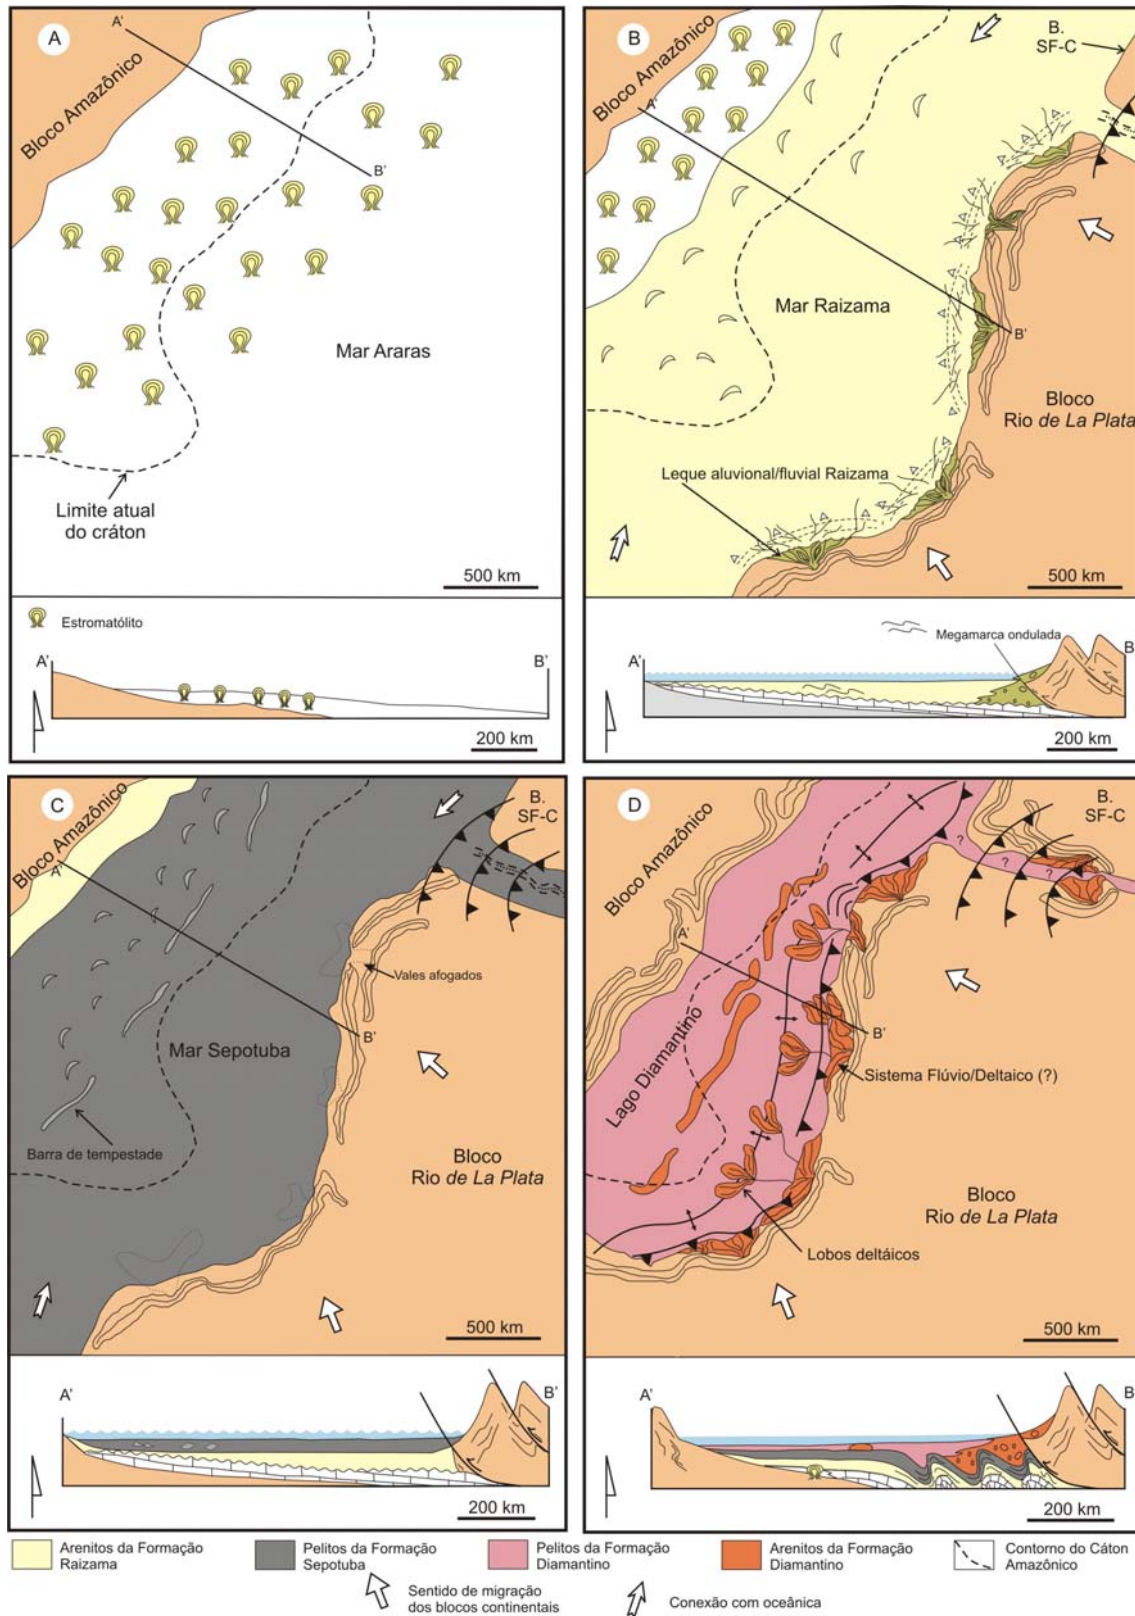 A
A'
Bloco Amazônico
B'
Mar Araras
Limite atual
do cráton
500 km
Estromatólito
A'
B'
200 km
B
B.
SF-C
Bloco Amazônico
A'
Mar Raizama
B'
Bloco
Rio de La Plata
Leque aluvional/fluvial Raizama
500 km
Megamarca ondulada
A'
B
200 km
C
B.
SF-C
Bloco Amazônico
A'
Vales afogados
B'
Mar Sepotuba
Barra de tempestade
Bloco
Rio de La Plata
500 km
A'
B'
200 km
D
B.
SF-C
Bloco Amazônico
?
?
?
A'
B'
Lago Diamantino
Sistema Flúvio/Deltaico (?)
Bloco
Rio de La Plata
Lobos deltáicos
500 km
A'
B
200 km
Arenitos da Formação
Raizama
Pelitos da Formação
Sepotuba
Pelitos da Formação
Diamantino
Arenitos da Formação
Diamantino
Contorno do Cáton
Amazônico
Sentido de migração
dos blocos continentais
Conexão com oceânica